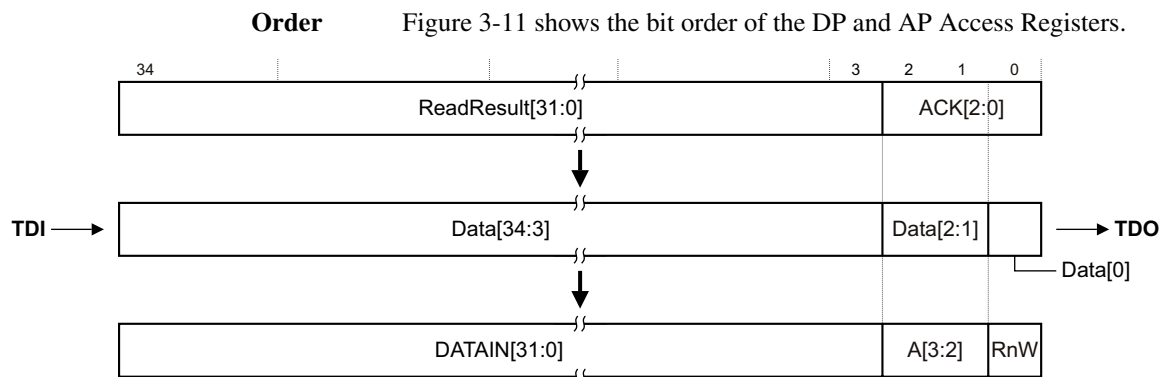 Order Figure 3-11 shows the bit order of the DP and AP Access Registers.
34 3 2 1 0
ReadResult[31:0] ACK[2:0]
TDI Data[34:3] Data[2:1] TDO
Data[0]
DATAIN[31:0] A[3:2] RnW